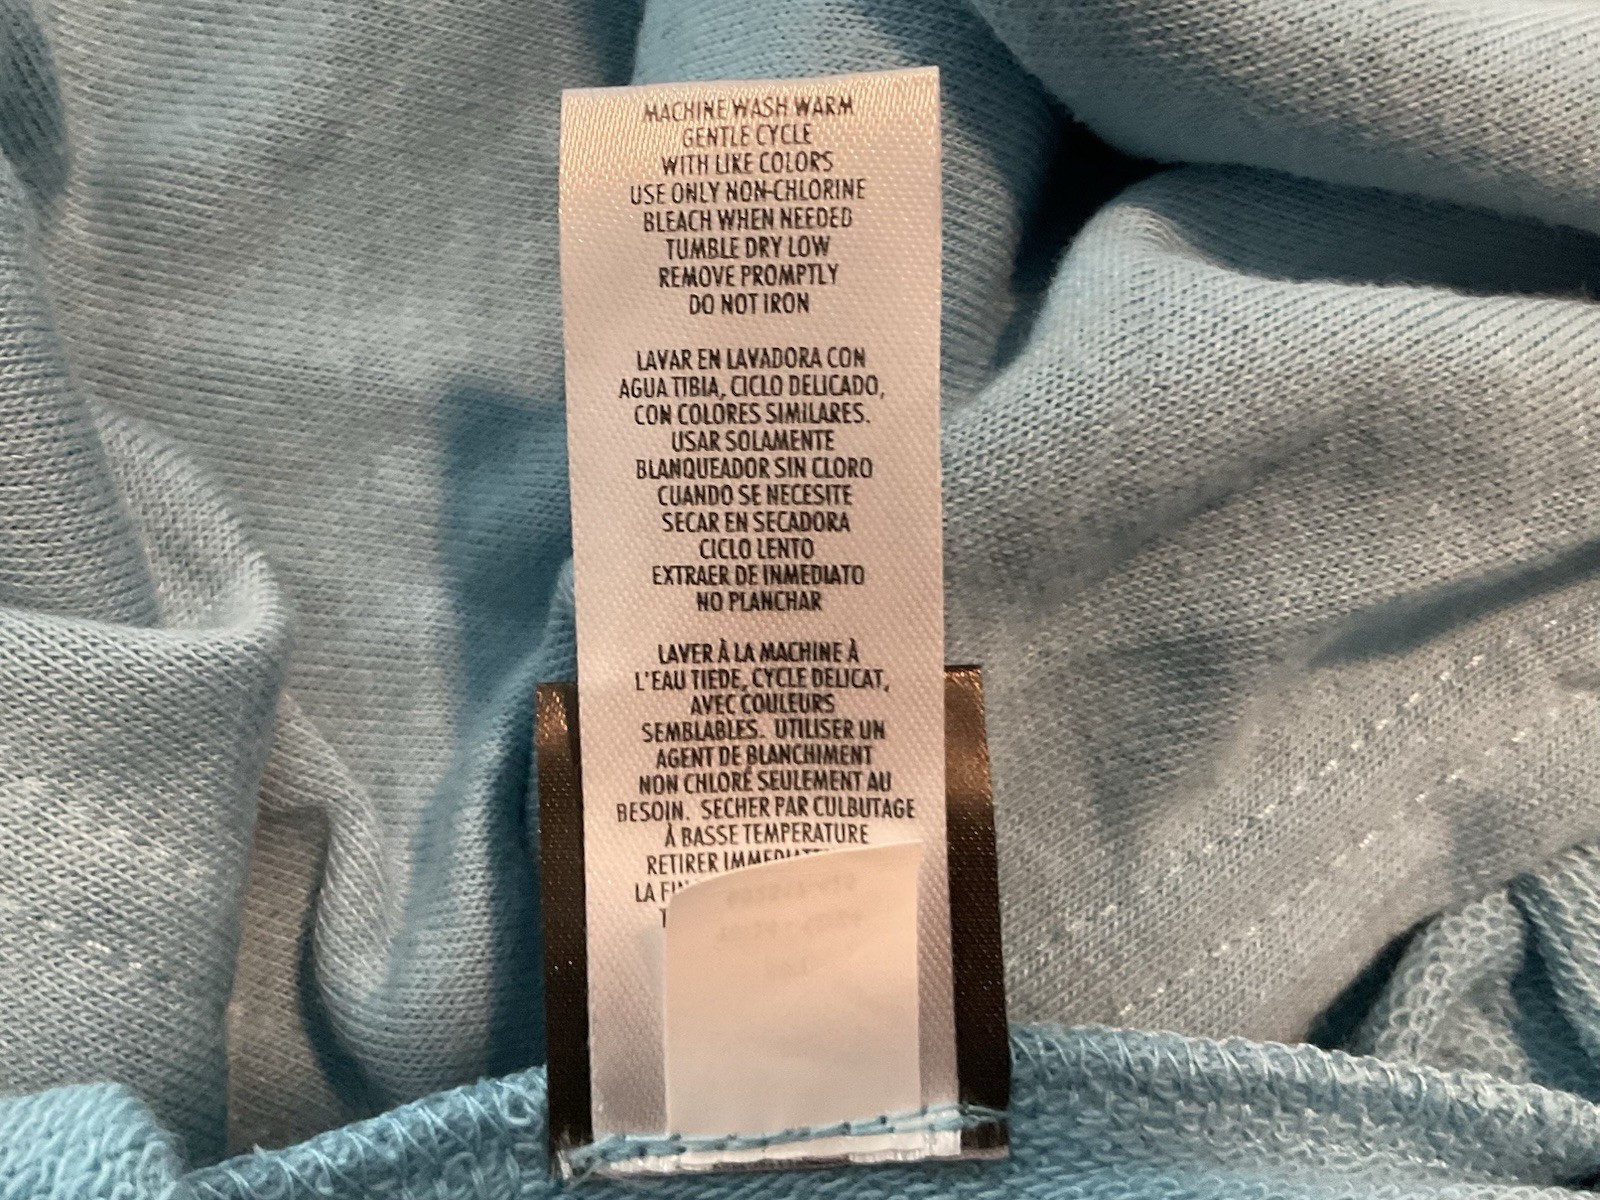 MACHINE WASH WARM
GENTLE CYCLE
WITH LIKE COLORS
USE ONLY NON-CHLORINE
BLEACH WHEN NEEDED
TUMBLE DRY LOW
REMOVE PROMPTLY
DO NOT IRON
LAVAR EN LAVADORA CON
AGUA TIBIA, CICLO DELICADO,
CON COLORES SIMILARES.
USAR SOLAMENTE
BLANQUEADOR SIN CLORO
CUANDO SE NECESITE
SECAR EN SECADORA
CICLO LENTO
EXTRAER DE INMEDIATO
NO PLANCHAR
LAVER À LA MACHINE À
L'EAU TIEDE, CYCLE DELICAT,
AVEC COULEURS
SEMBLABLES. UTILISER UN
AGENT DE BLANCHIMENT
NON CHLORÉ SEULEMENT AU
BESOIN. SECHER PAR CULBUTAGE
À BASSE TEMPERATURE
RETIRER
LA